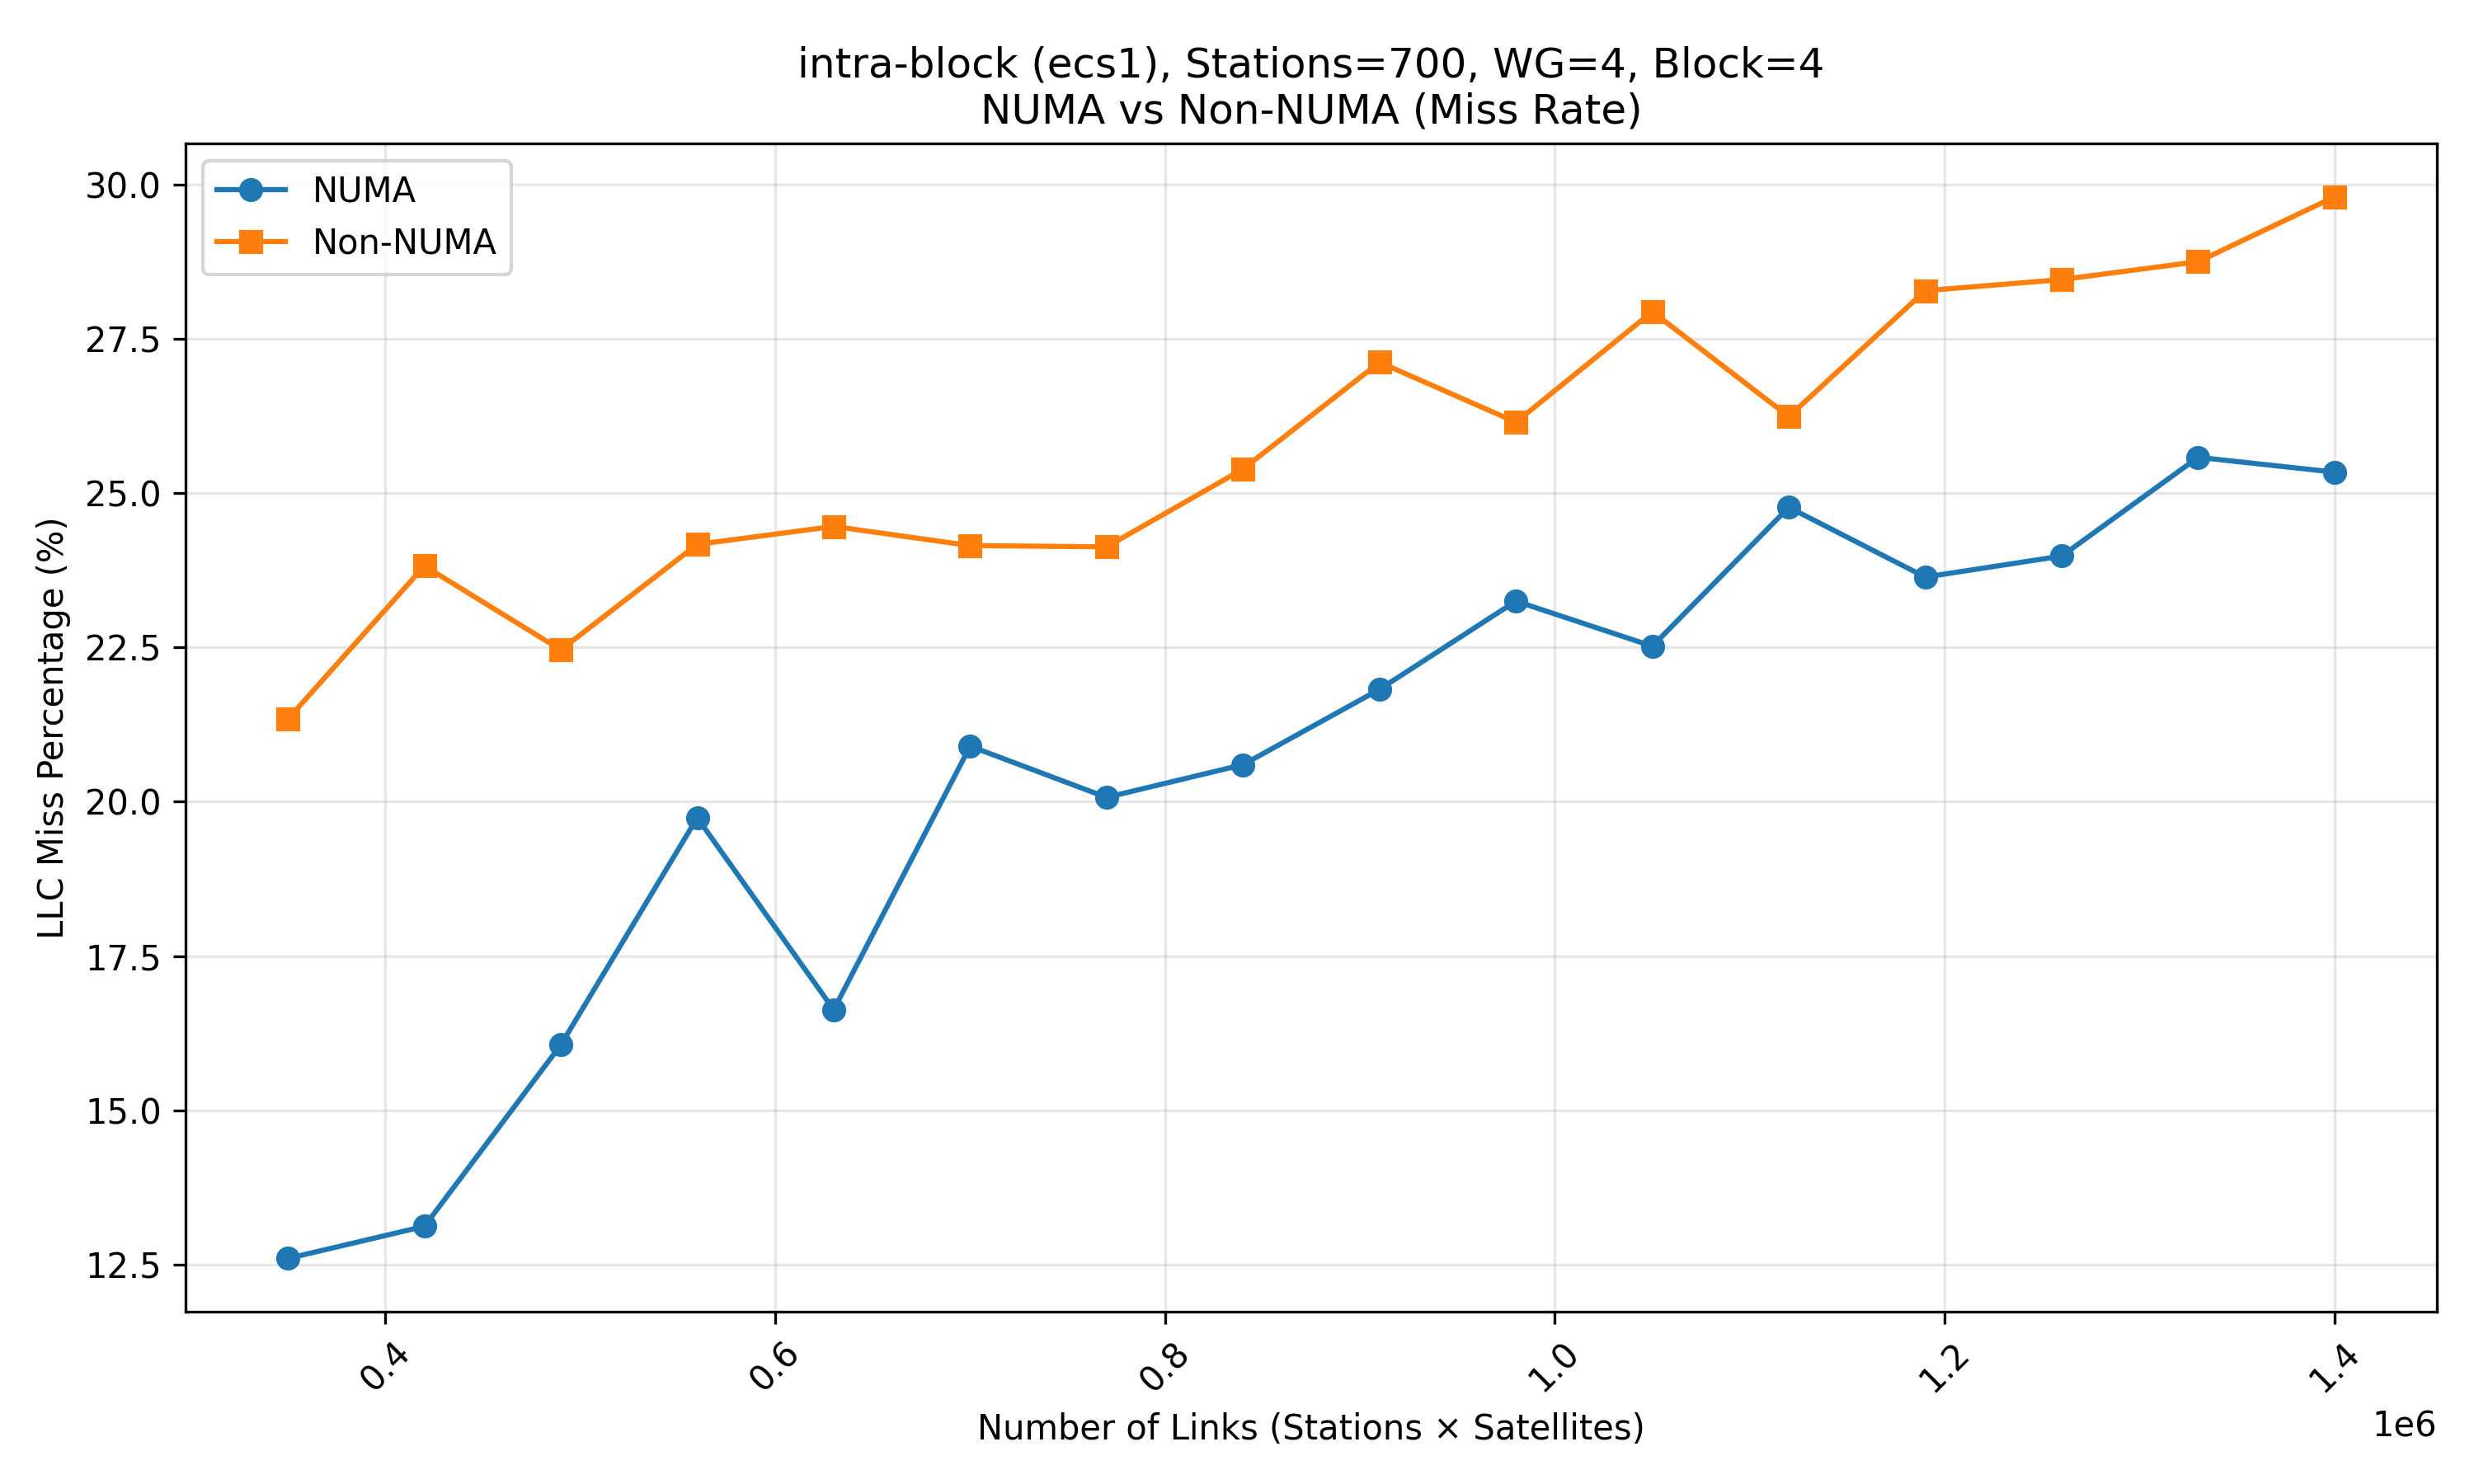 intra-block (ecs1), Stations=700, WG=4, Block=4
NUMA vs Non-NUMA (Miss Rate)
NUMA
Non-NUMA
LLC Miss Percentage (%)
30.0
27.5
25.0
22.5
20.0
17.5
15.0
12.5
0.4
0.6
0.8
1.0
1.2
1.4
1e6
Number of Links (Stations × Satellites)